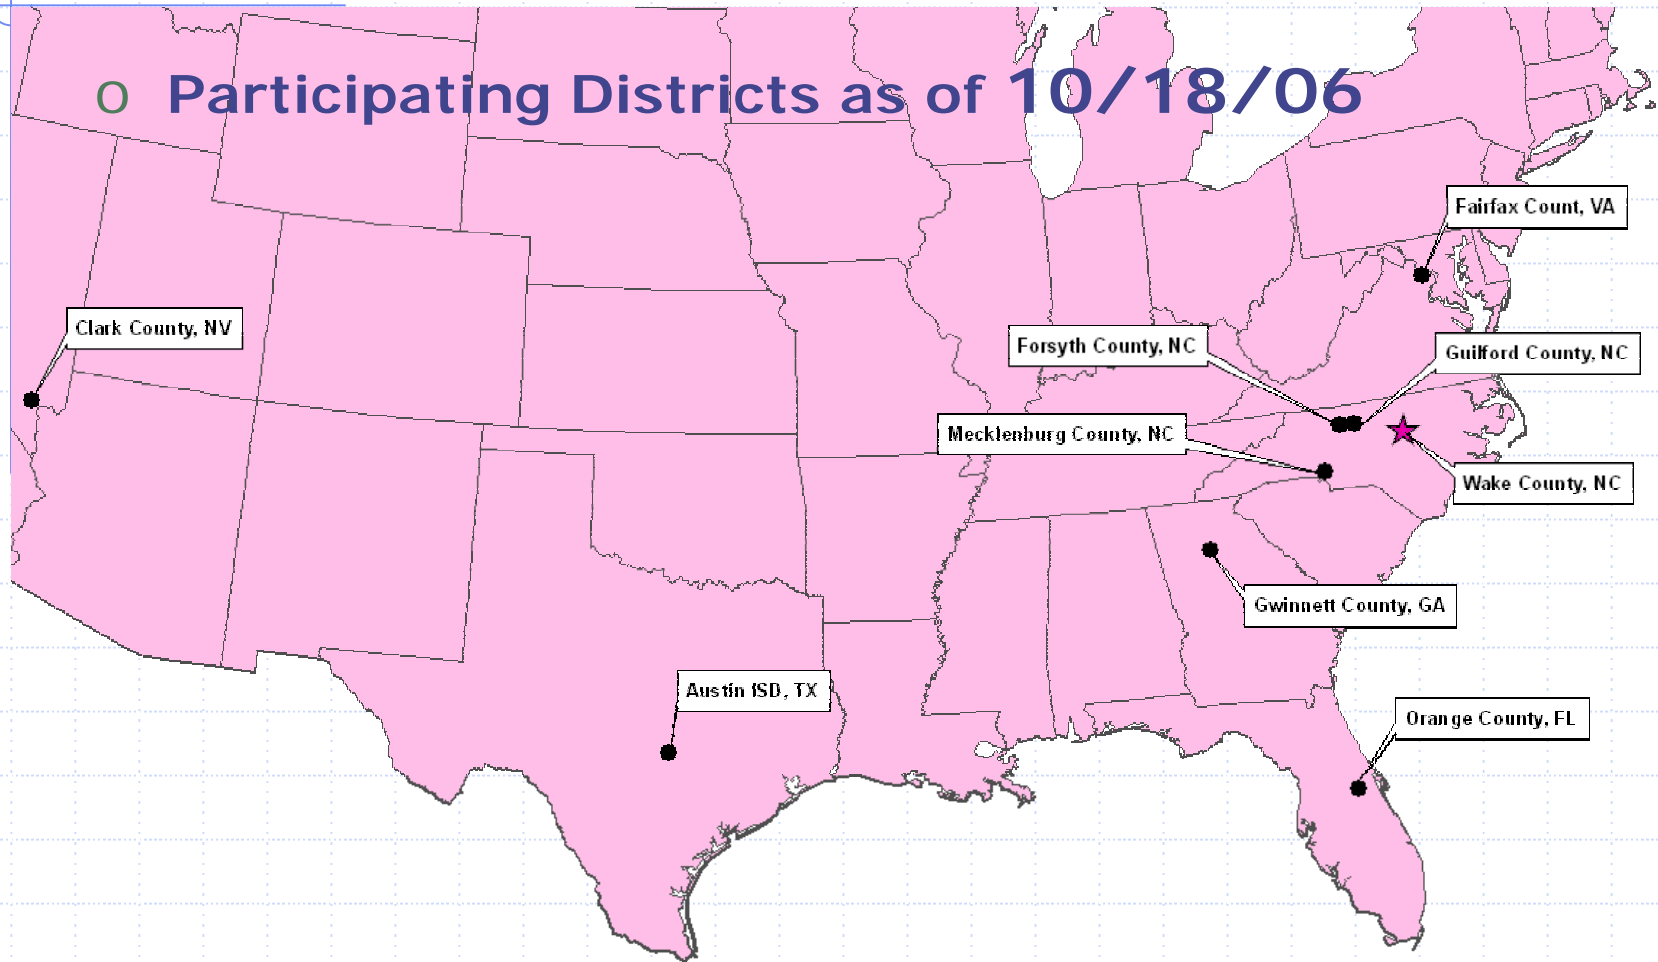 o Participating Districts as of 10/18/06
Fairfax Count, VA
Clark County, NV
Forsyth County, NC
Guilford County, NC
Mecklenburg County, NC
Wake County, NC
Gwinnett County, GA
Austin ISD, TX
Orange County, FL